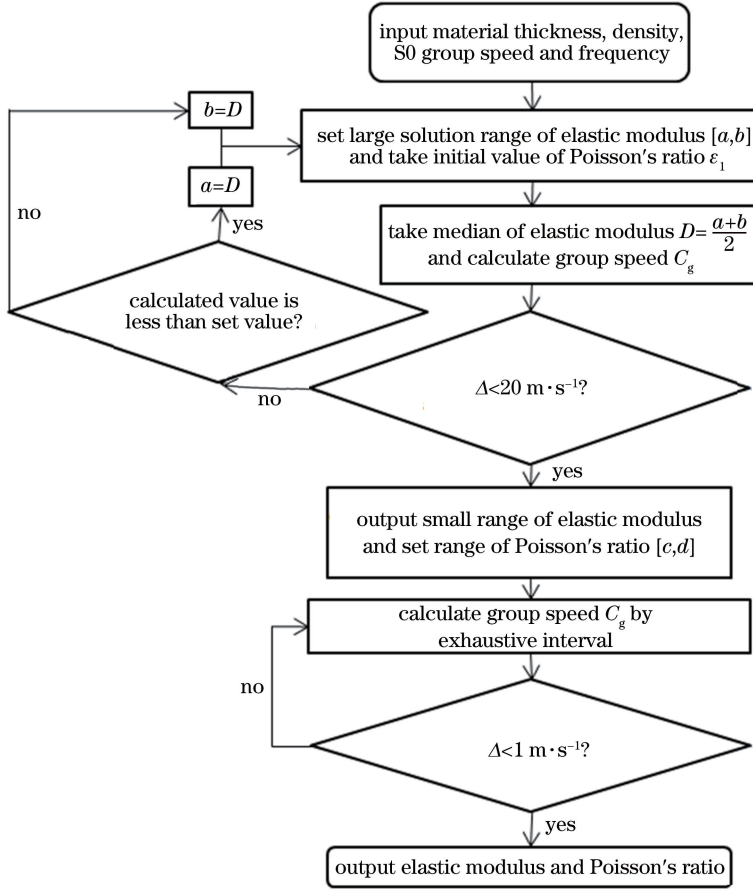 input material thickness, density,
S0 group speed and frequency
b=D
set large solution range of elastic modulus [a,b]
and take initial value of Poisson's ratio ε₁
a=D
no
yes
take median of elastic modulus D= a+b/2
and calculate group speed Cg
calculated value is
less than set value?
Δ<20 m·s⁻¹?
no
yes
output small range of elastic modulus
and set range of Poisson's ratio [c,d]
calculate group speed Cg by
exhaustive interval
no
Δ<1 m·s⁻¹?
yes
output elastic modulus and Poisson's ratio